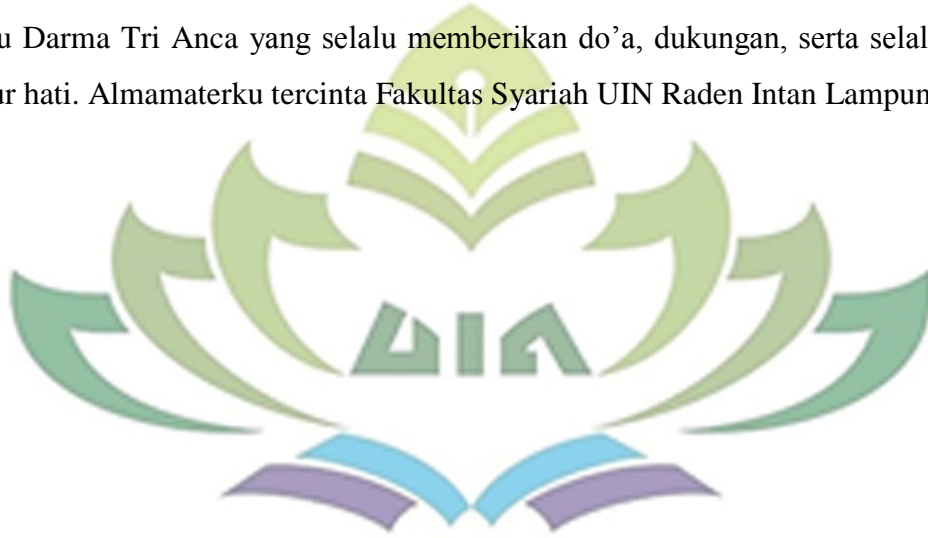 u Darma Tri Anca yang selalu memberikan do’a, dukungan, serta selal
ur hati. Almamaterku tercinta Fakultas Syariah UIN Raden Intan Lampun
UIN